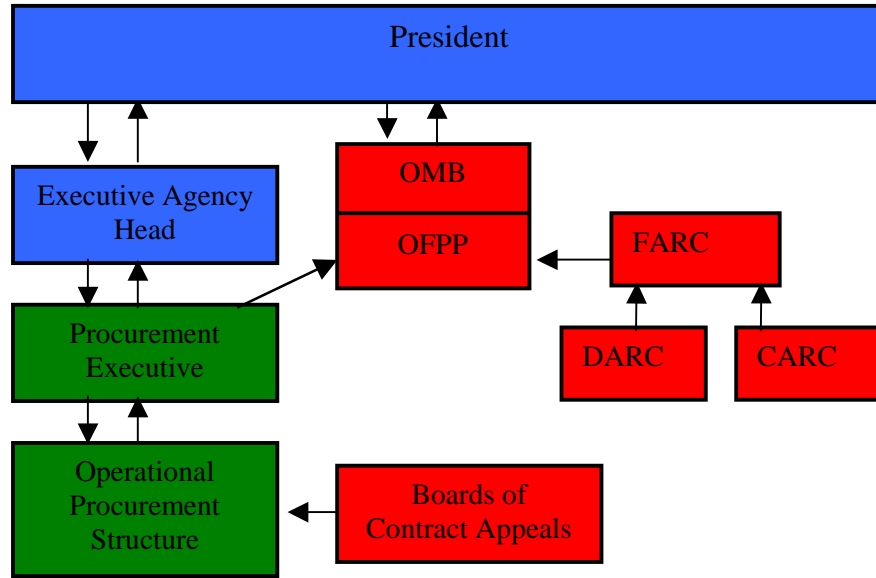 President
OMB
Executive Agency
Head
OFPP
FARC
Procurement
Executive
DARC
CARC
Operational
Procurement
Structure
Boards of
Contract Appeals